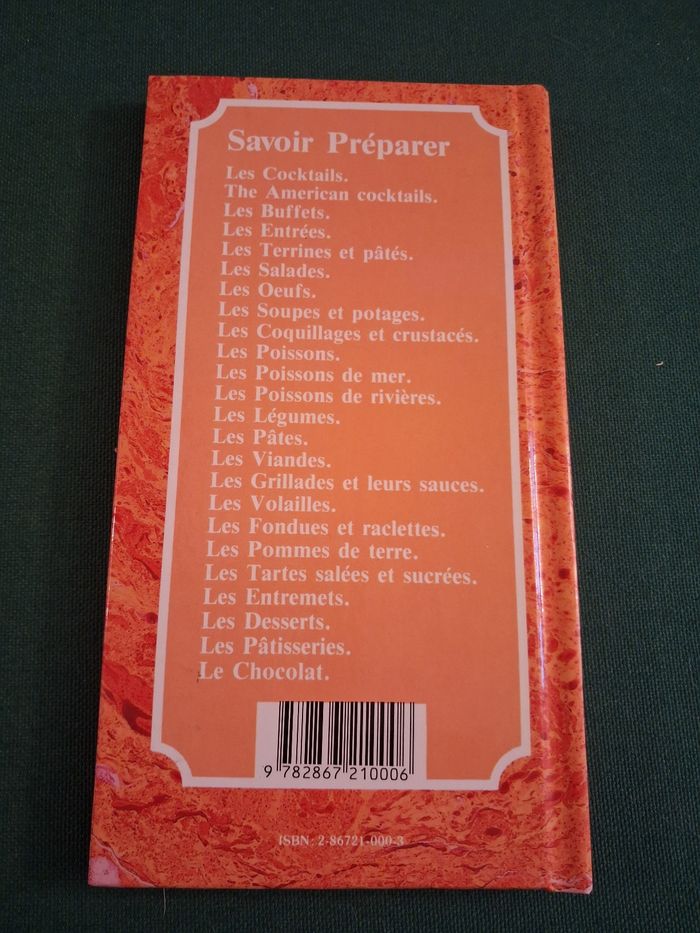 Savoir Préparer
Les Cocktails.
The American cocktails.
Les Buffets.
Les Entrées.
Les Terrines et pâtés.
Les Salades.
Les Oeufs.
Les Soupes et potages.
Les Coquillages et crustacés.
Les Poissons.
Les Poissons de mer.
Les Poissons de rivières.
Les Légumes.
Les Pâtes.
Les Viandes.
Les Grillades et leurs sauces.
Les Volailles.
Les Fondues et raclettes.
Les Pommes de terre.
Les Tartes salées et sucrées.
Les Entremets.
Les Desserts.
Les Pâtisseries.
Le Chocolat.
9 782867 210006
ISBN : 2-86721-000-3